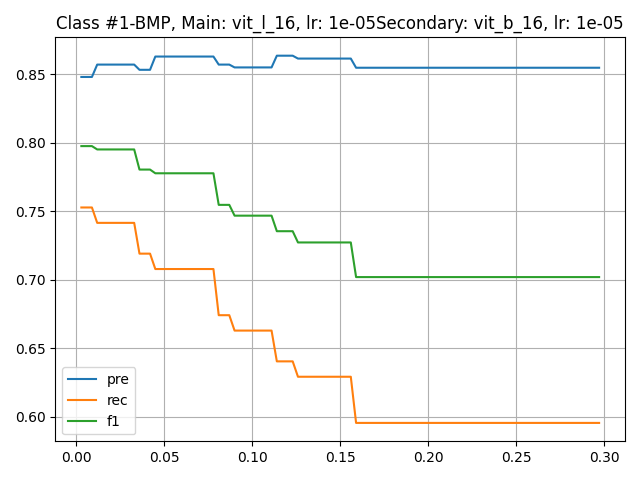 Class #1-BMP, Main: vit_l_16, lr: 1e-05Secondary: vit_b_16, lr: 1e-05
0.85
0.80
0.75
0.70
0.65
0.60
pre
rec
f1
0.00 0.05 0.10 0.15 0.20 0.25 0.30